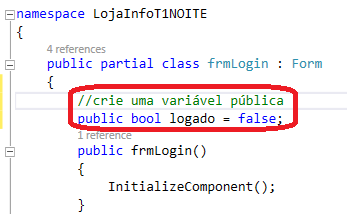 namespace LojaInfoT1NOITE
{
4 references
public partial class frmLogin : Form
{
//crie uma variável pública
public bool logado = false;
1 reference
public frmLogin()
{
InitializeComponent();
}